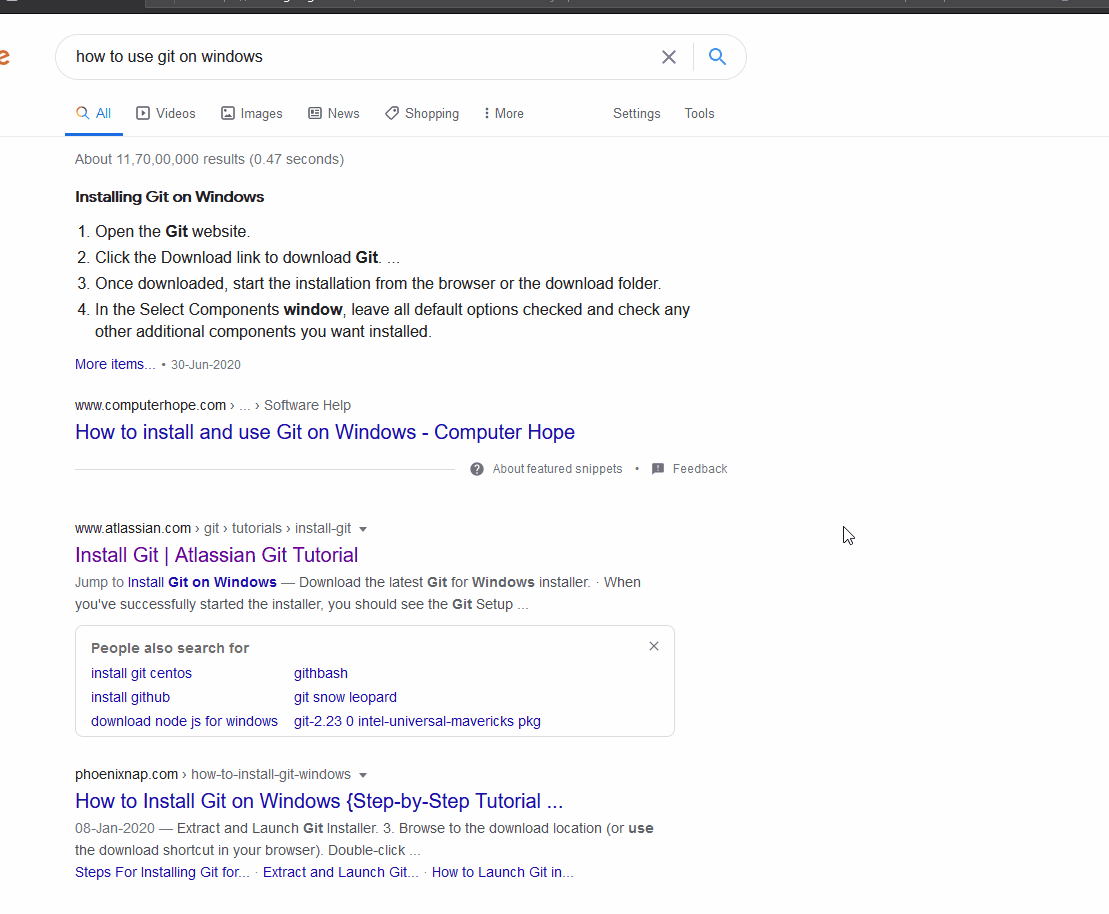 e
how to use git on windows
All Videos Images News Shopping More Settings Tools
About 11,70,00,000 results (0.47 seconds)
Installing Git on Windows
1. Open the Git website.
2. Click the Download link to download Git. ...
3. Once downloaded, start the installation from the browser or the download folder.
4. In the Select Components window, leave all default options checked and check any
other additional components you want installed.
More items... • 30-Jun-2020
www.computerhope.com › ... › Software Help
How to install and use Git on Windows - Computer Hope
About featured snippets • Feedback
www.atlassian.com › git › tutorials › install-git
Install Git | Atlassian Git Tutorial
Jump to Install Git on Windows — Download the latest Git for Windows installer. · When
you've successfully started the installer, you should see the Git Setup ...
People also search for
install git centos githbash
install github git snow leopard
download node js for windows git-2.23 0 intel-universal-mavericks pkg
phoenixnap.com › how-to-install-git-windows
How to Install Git on Windows {Step-by-Step Tutorial ...
08-Jan-2020 — Extract and Launch Git Installer. 3. Browse to the download location (or use
the download shortcut in your browser). Double-click ...
Steps For Installing Git for... · Extract and Launch Git... · How to Launch Git in...